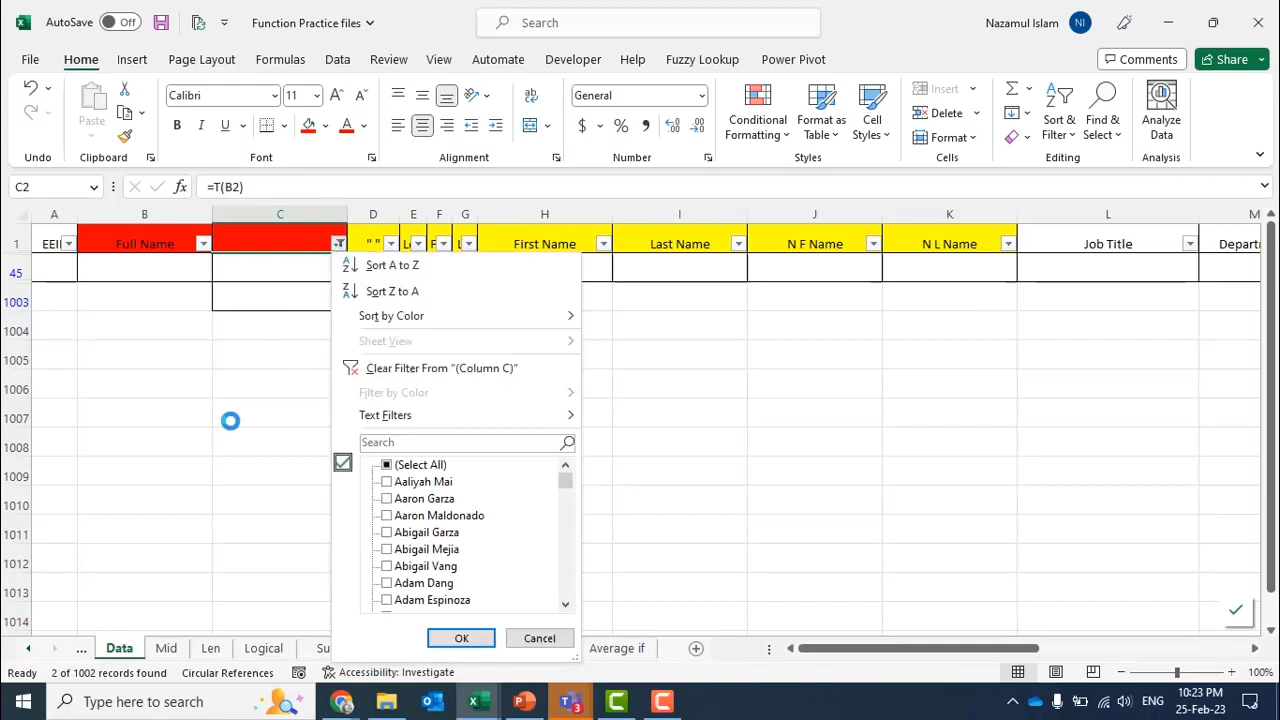 AutoSave Off Function Practice files Search Nazamul Islam NI
File Home Insert Page Layout Formulas Data Review View Automate Developer Help Fuzzy Lookup Power Pivot Comments Share
Calibri 11 General Insert
Paste Conditional Format as Cell Delete Sort & Find & Analyze
Formatting Table Styles Format Filter Select Data
Undo Clipboard Font Alignment Number Styles Cells Editing Analysis
C2 =T(B2)
A B C D E F G H I J K L M
1 Full Name " " First Name Last Name N F Name N L Name Job Title
45
1003
1004
1005
1006
1007
1008
1009
1010
1011
1012
1013
1014
Sort A to Z
Sort Z to A
Sort by Color
Sheet View
Clear Filter From "(Column C)"
Filter by Color
Text Filters
Search
(Select All)
Aaliyah Mai
Aaron Garza
Aaron Maldonado
Abigail Garza
Abigail Mejia
Abigail Vang
Adam Dang
Adam Espinoza
OK Cancel
... Data Mid Len Logical Average if
Ready 2 of 1002 records found Circular References Accessibility: Investigate 100%
Type here to search ENG 10:23 PM
25-Feb-23